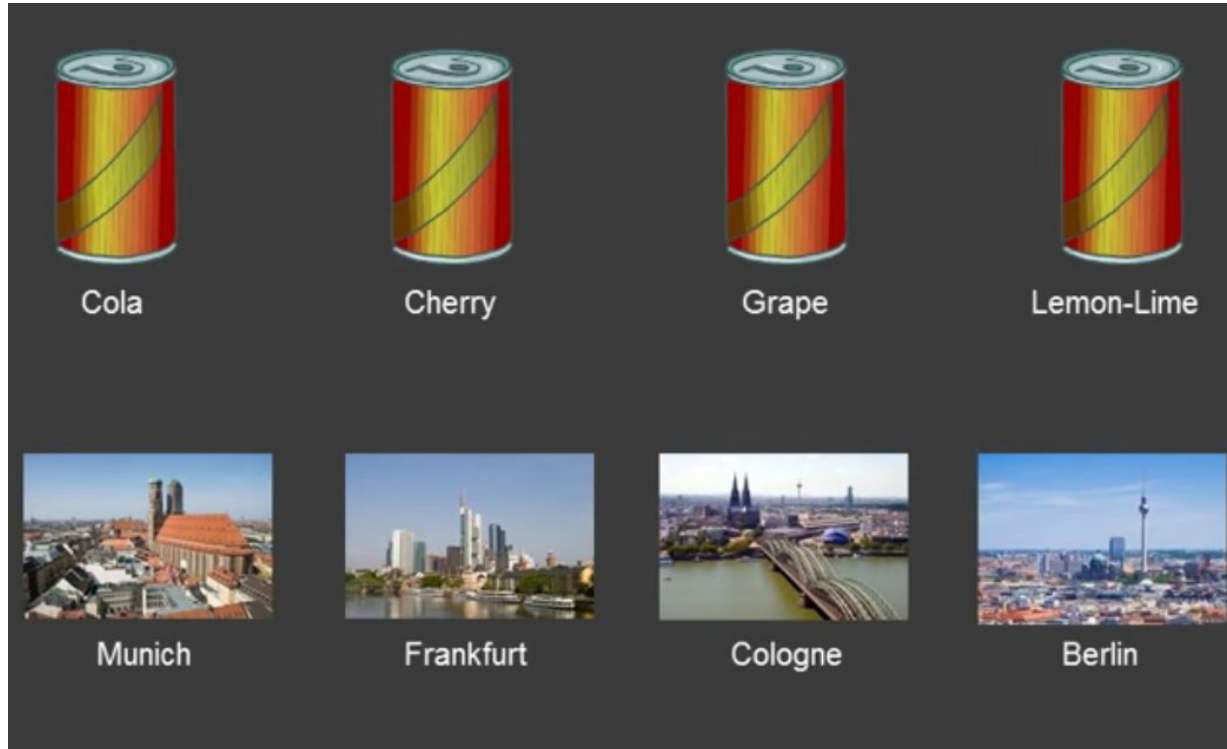 Cola
Cherry
Grape
Lemon-Lime
Munich
Frankfurt
Cologne
Berlin